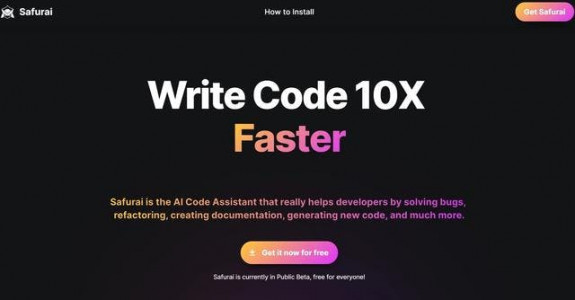 Safurai
How to Install
Get Safurai
Write Code 10X
Faster
Safurai is the AI Code Assistant that really helps developers by solving bugs,
refactoring, creating documentation, generating new code, and much more.
Get it now for free
Safurai is currently in Public Beta, free for everyone!